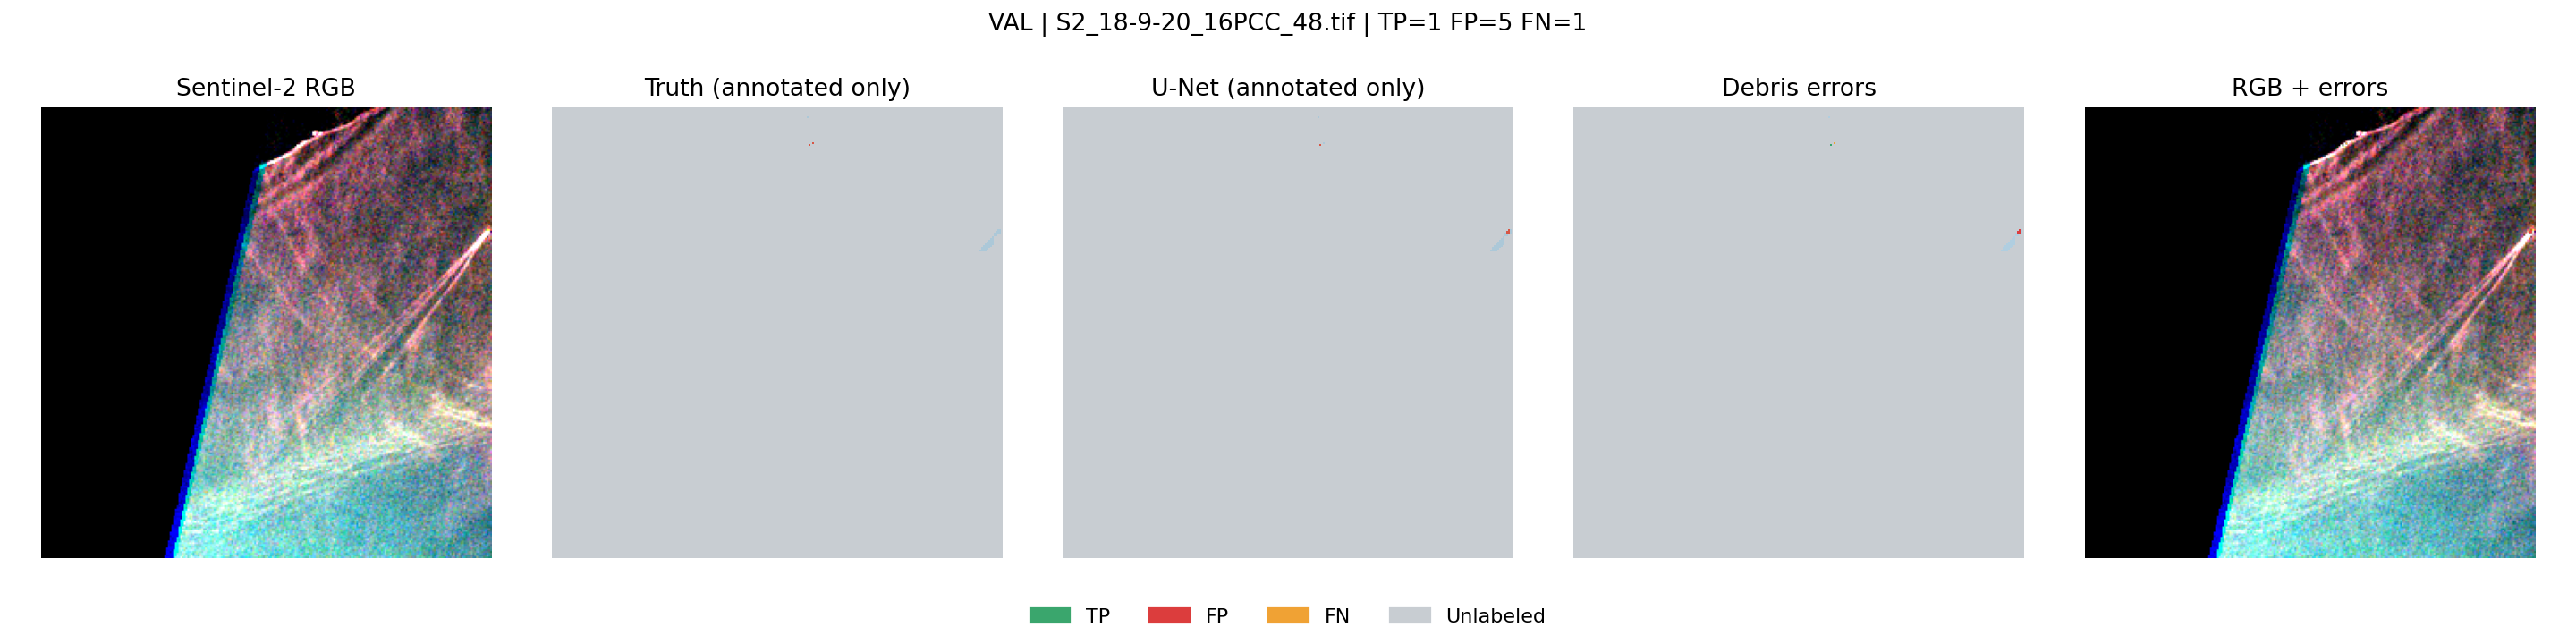 VAL | S2_18-9-20_16PCC_48.tif | TP=1 FP=5 FN=1
Sentinel-2 RGB
Truth (annotated only)
U-Net (annotated only)
Debris errors
RGB + errors
TP
FP
FN
Unlabeled